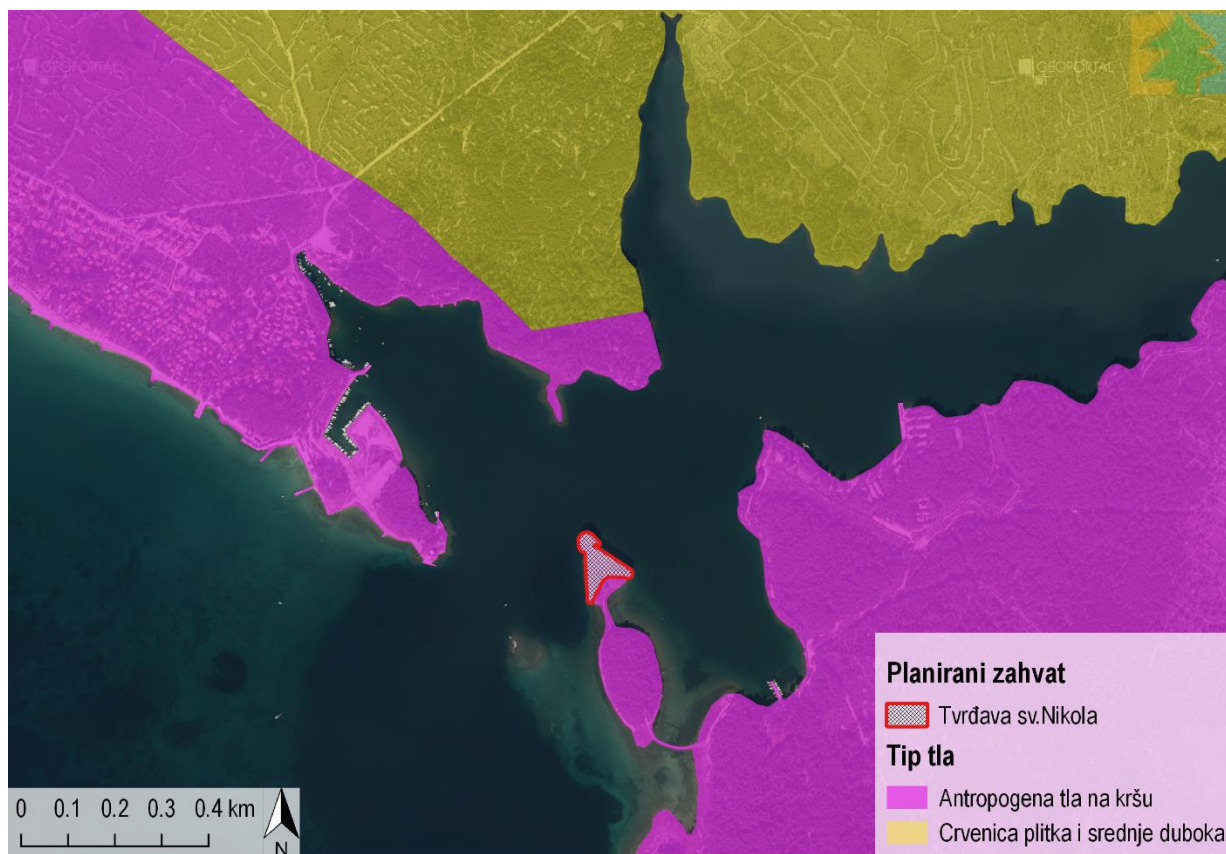 GEOPORTAL
GEOPORTAL
Planirani zahvat
Tvrđava sv.Nikola
Tip tla
Antropogena tla na kršu
Crvenica plitka i srednje duboka
0 0.1 0.2 0.3 0.4 km
N